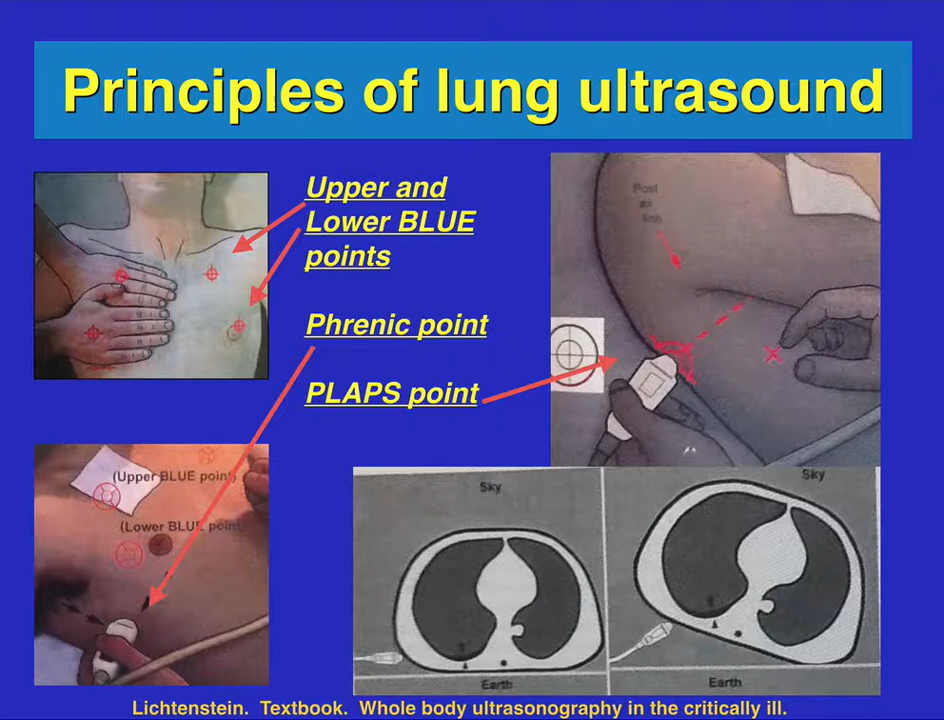 Principles of lung ultrasound
Upper and
Lower BLUE
points
Phrenic point
PLAPS point
Post
ax
line
(Upper BLUE point)
(Lower BLUE point)
Sky
Earth
Sky
Earth
Lichtenstein. Textbook. Whole body ultrasonography in the critically ill.